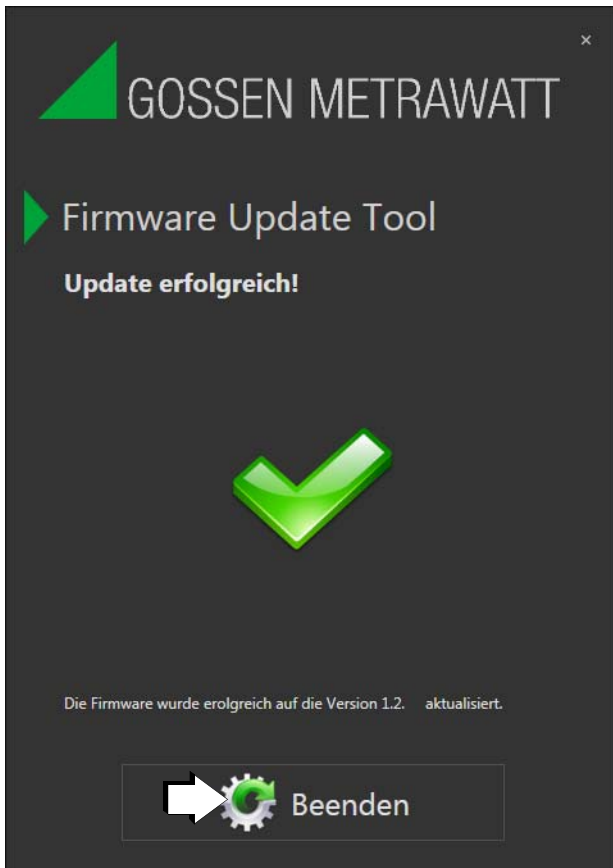 ×
GOSSEN METRAWATT
Firmware Update Tool
Update erfolgreich!
Die Firmware wurde erolgreich auf die Version 1.2. aktualisiert.
Beenden